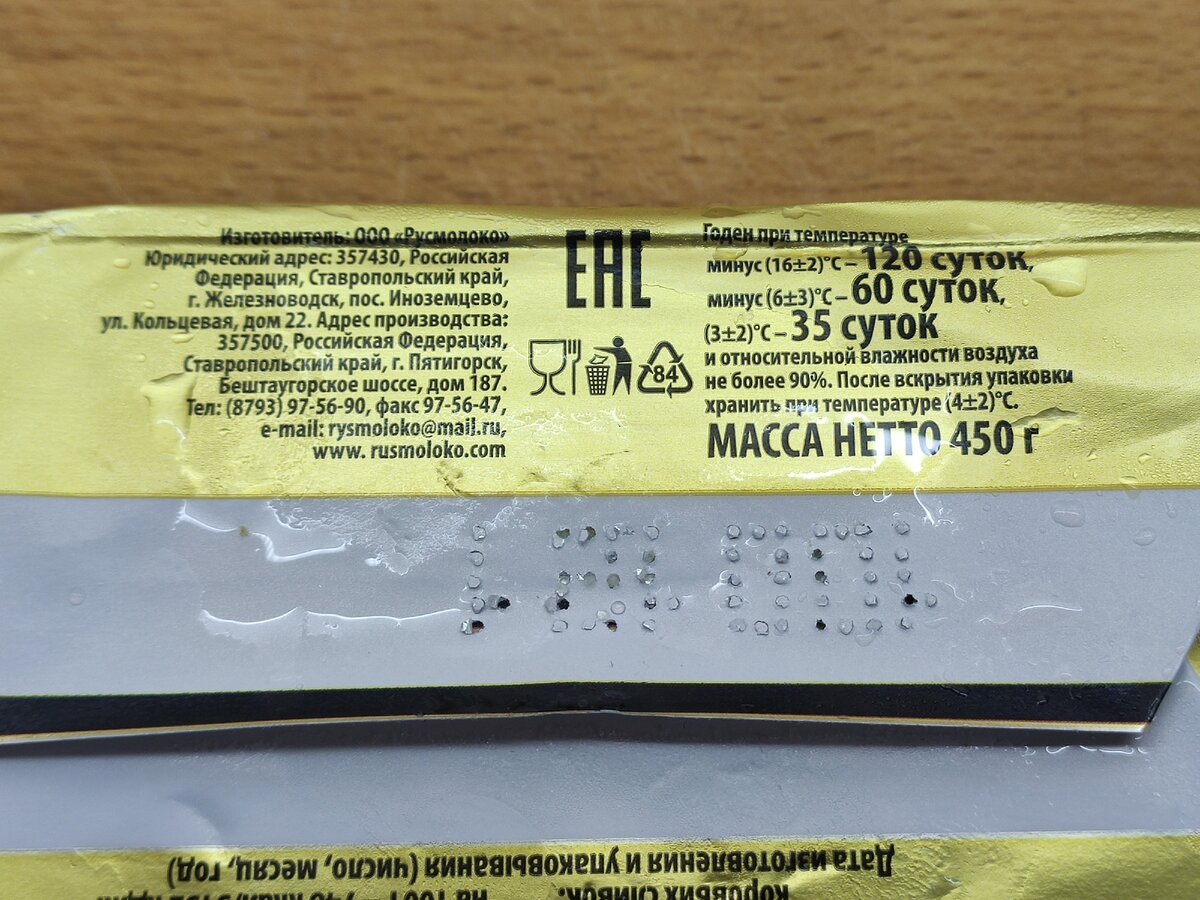 Изготовитель: ООО «Русмолоко»
Юридический адрес: 357430, Российская
Федерация, Ставропольский край,
г. Железноводск, пос. Иноземцево,
ул. Кольцевая, дом 22. Адрес производства:
357500, Российская Федерация,
Ставропольский край, г. Пятигорск,
Бештаугорское шоссе, дом 187.
Тел: (8793) 97-56-90, факс 97-56-47,
e-mail: rysmoloko@mail.ru,
www. rusmoloko.com
ЕАС
84
Годен при температуре
минус (16±2)°С – 120 суток,
минус (6±3)°С – 60 суток,
(3±2)°С – 35 суток
и относительной влажности воздуха
не более 90%. После вскрытия упаковки
хранить при температуре (4±2)°С.
МАССА НЕТТО 450 г
Дата изготовления и упаковывания (число, месяц, год)
коровьих сливок.